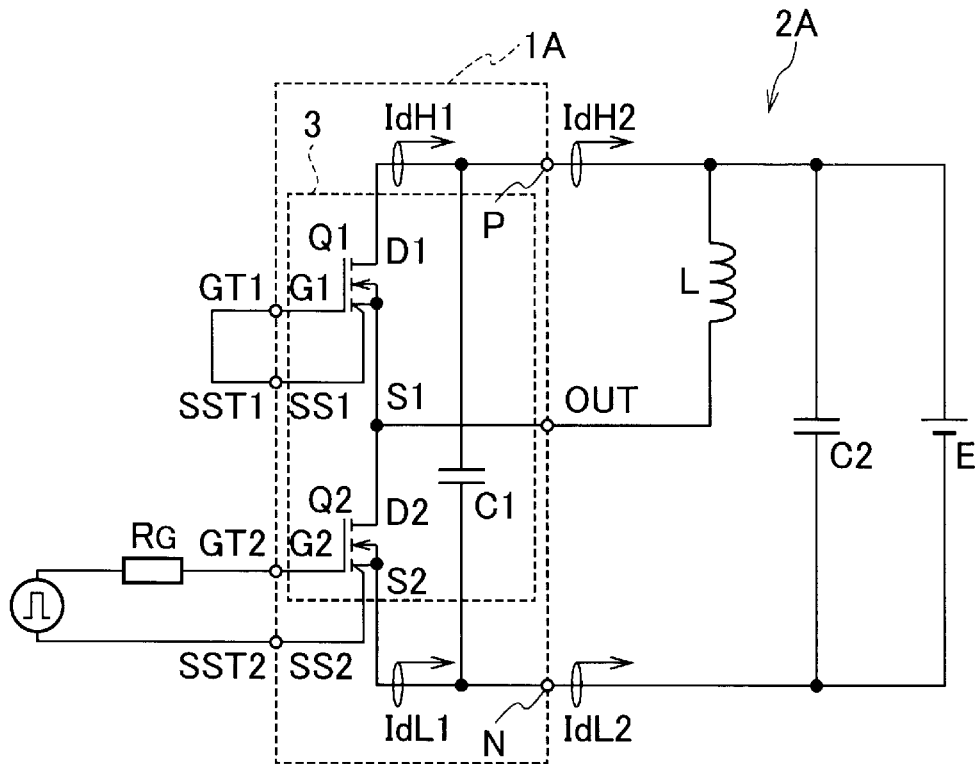 2A
1A
IdH1
IdH2
3
P
Q1
D1
GT1
G1
L
SST1
SS1
S1
OUT
C2
E
Q2
D2
C1
RG
GT2
G2
S2
SST2
SS2
IdL1
N
IdL2